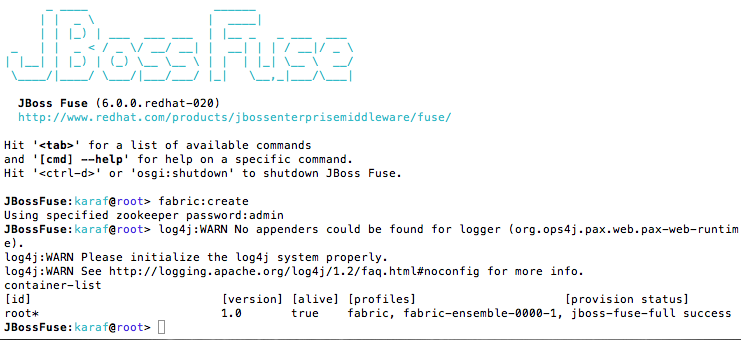 JBoss Fuse
JBoss Fuse (6.0.0.redhat-020)
http://www.redhat.com/products/jbossenterprisemiddleware/fuse/
Hit '<tab>' for a list of available commands
and '[cmd] --help' for help on a specific command.
Hit '<ctrl-d>' or 'osgi:shutdown' to shutdown JBoss Fuse.
JBossFuse:karaf@root> fabric:create
Using specified zookeeper password:admin
JBossFuse:karaf@root> log4j:WARN No appenders could be found for logger (org.ops4j.pax.web.pax-web-runtim
e).
log4j:WARN Please initialize the log4j system properly.
log4j:WARN See http://logging.apache.org/log4j/1.2/faq.html#noconfig for more info.
container-list
[id] [version] [alive] [profiles] [provision status]
root* 1.0 true fabric, fabric-ensemble-0000-1, jboss-fuse-full success
JBossFuse:karaf@root>